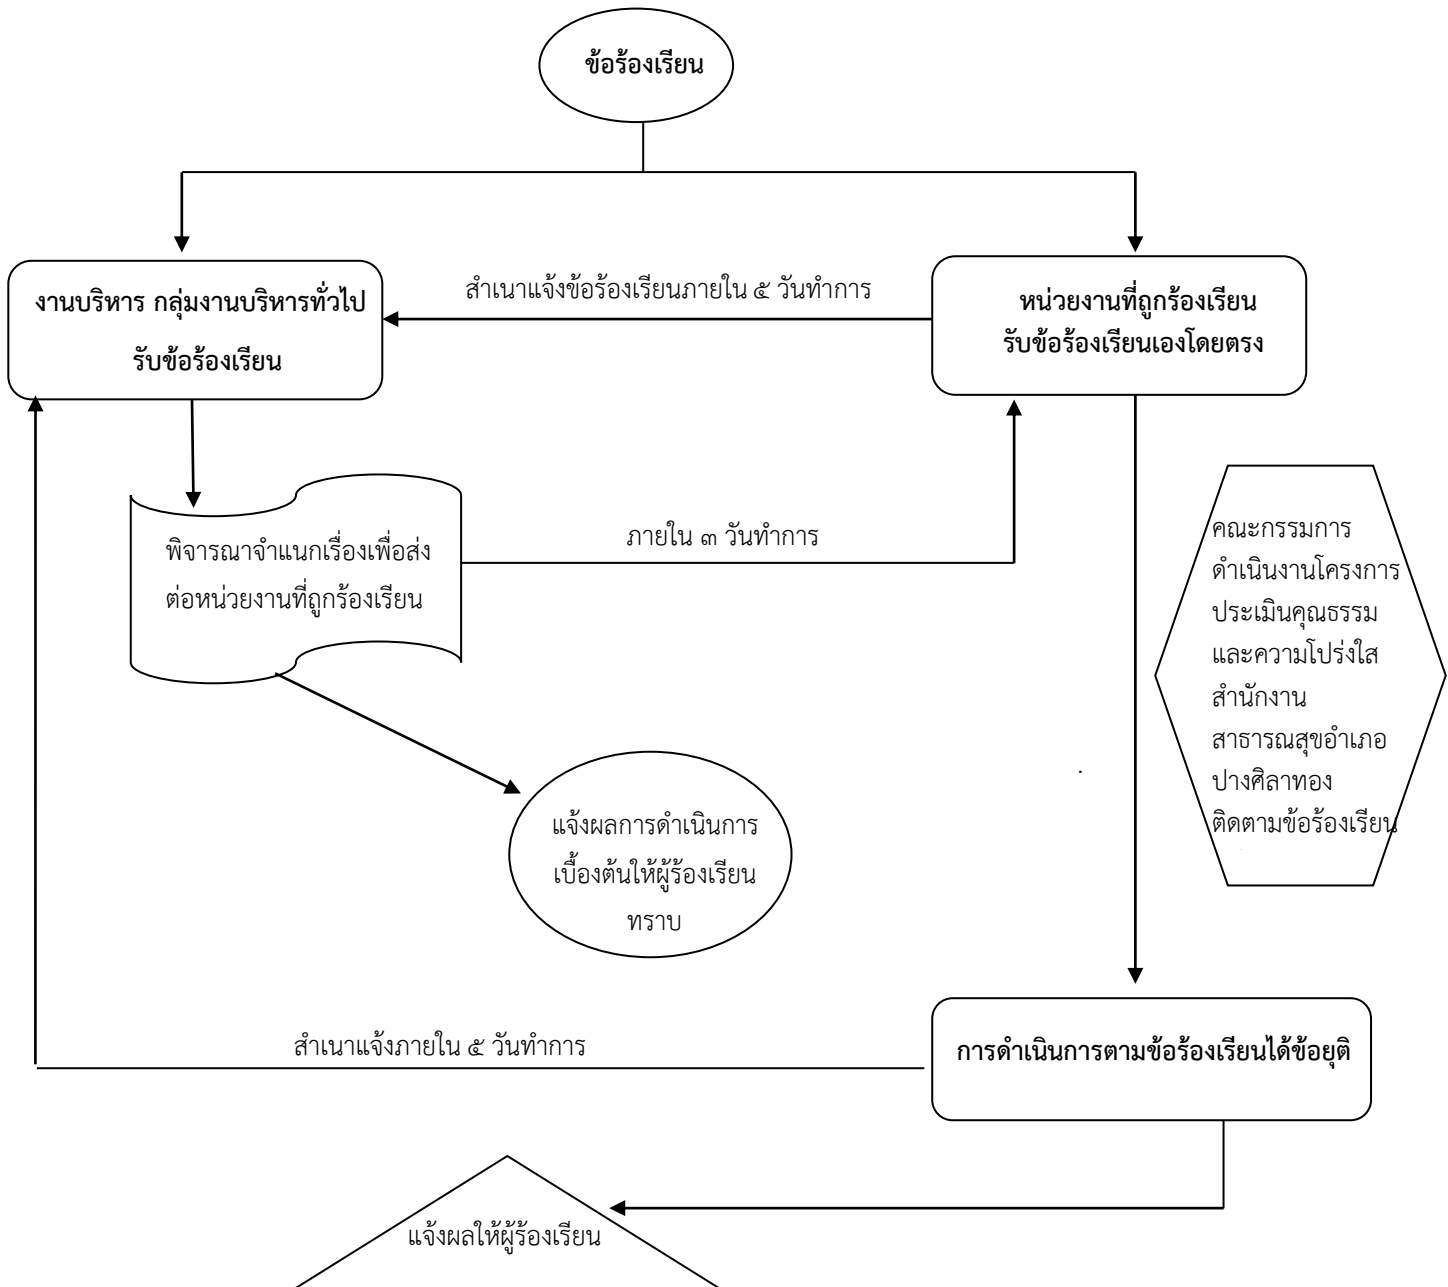 ข้อร้องเรียน
งานบริหาร กลุ่มงานบริหารทั่วไป
รับข้อร้องเรียน
สำเนาแจ้งข้อร้องเรียนภายใน ๕ วันทำการ
หน่วยงานที่ถูกร้องเรียน
รับข้อร้องเรียนเองโดยตรง
พิจารณาจำแนกเรื่องเพื่อส่ง
ต่อหน่วยงานที่ถูกร้องเรียน
ภายใน ๓ วันทำการ
คณะกรรมการ
ดำเนินงานโครงการ
ประเมินคุณธรรม
และความโปร่งใส
สำนักงาน
สาธารณสุขอำเภอ
ปางศิลาทอง
ติดตามข้อร้องเรียน
แจ้งผลการดำเนินการ
เบื้องต้นให้ผู้ร้องเรียน
ทราบ
สำเนาแจ้งภายใน ๕ วันทำการ
การดำเนินการตามข้อร้องเรียนได้ข้อยุติ
แจ้งผลให้ผู้ร้องเรียน